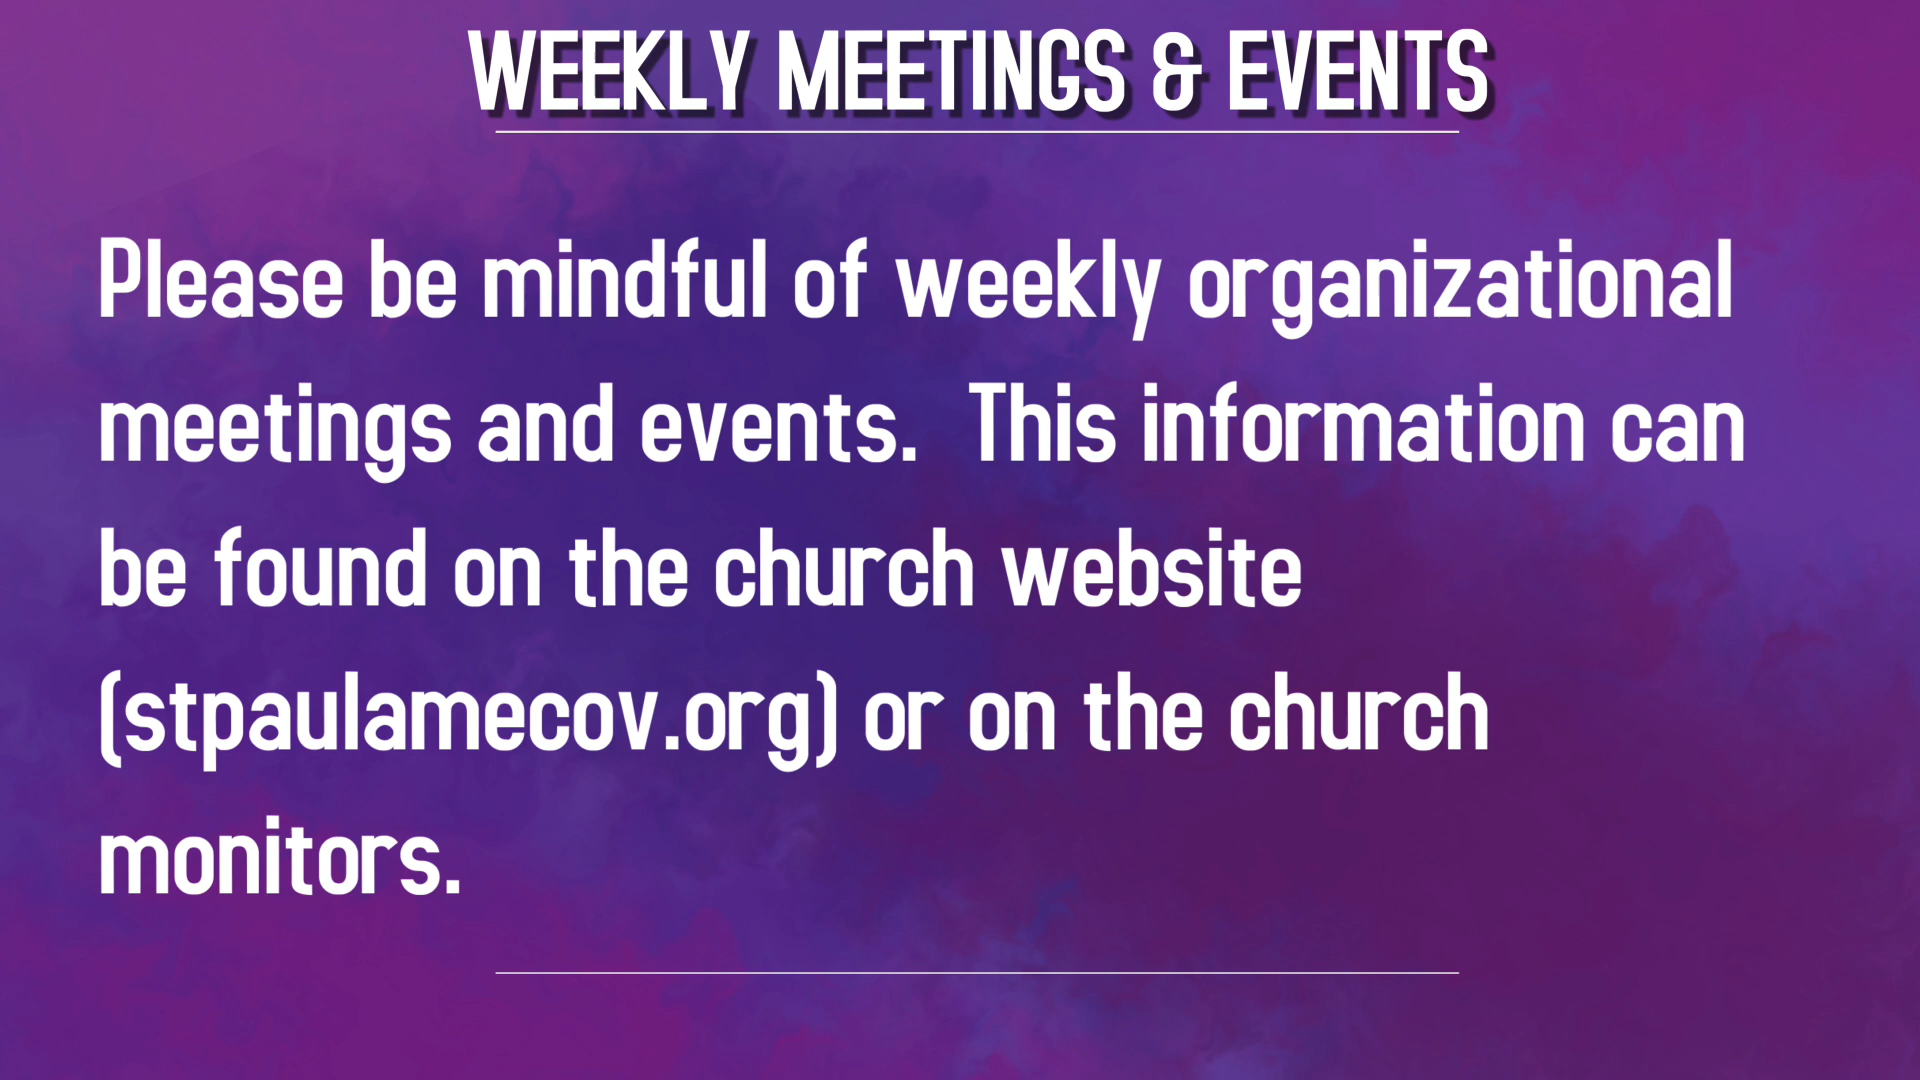 WEEKLY MEETINGS & EVENTS
Please be mindful of weekly organizational
meetings and events.  This information can
be found on the church website
(stpaulamecov.org) or on the church
monitors.